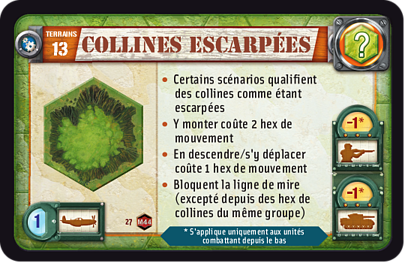 TERRAINS
13
COLLINES ESCARPÉES
?
• Certains scénarios qualifient
des collines comme étant
escarpées
• Y monter coûte 2 hex de
mouvement
• En descendre/s'y déplacer
coûte 1 hex de mouvement
• Bloquent la ligne de mire
(excepté depuis des hex de
collines du même groupe)
-1*
-1*
1
27 M44
* S'applique uniquement aux unités
combattant depuis le bas